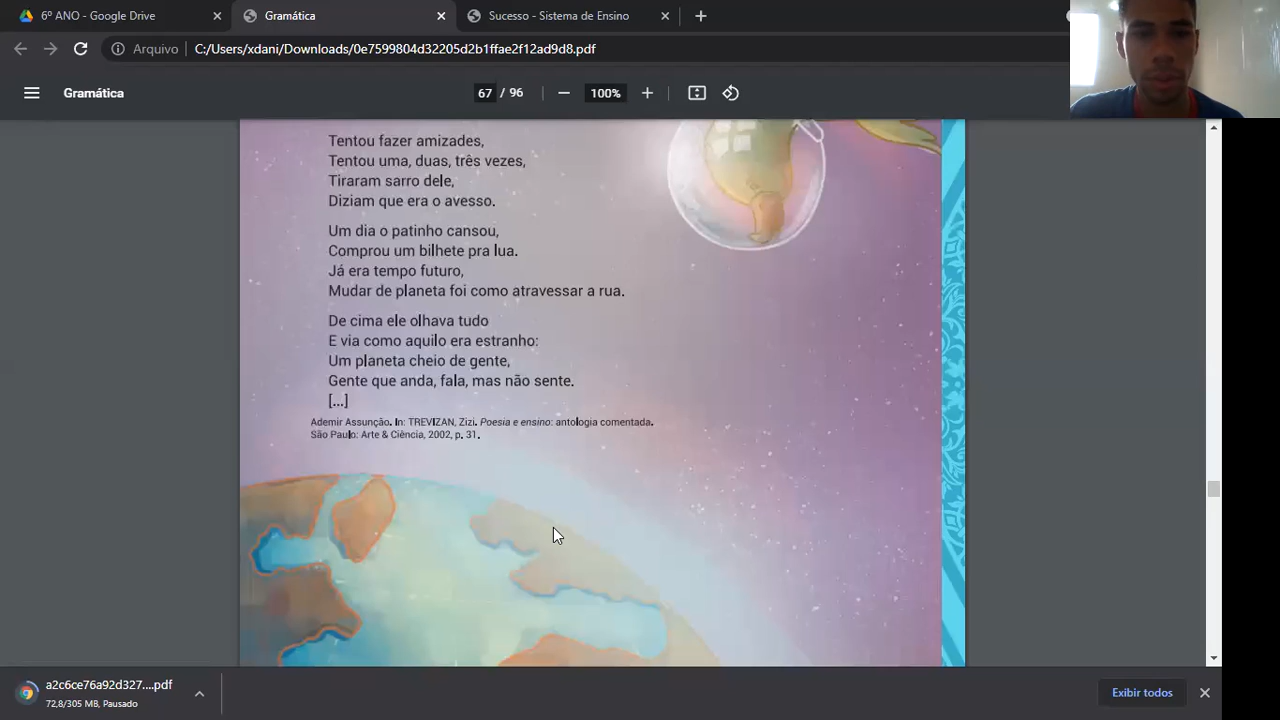 6º ANO - Google Drive
Gramática
Sucesso - Sistema de Ensino
Arquivo
C:/Users/xdani/Downloads/0e7599804d32205d2b1ffae2f12ad9d8.pdf
Gramática
67 / 96
100%
Tentou fazer amizades,
Tentou uma, duas, três vezes,
Tiraram sarro dele,
Diziam que era o avesso.
Um dia o patinho cansou,
Comprou um bilhete pra lua.
Já era tempo futuro,
Mudar de planeta foi como atravessar a rua.
De cima ele olhava tudo
E via como aquilo era estranho:
Um planeta cheio de gente,
Gente que anda, fala, mas não sente.
[...]
Ademir Assunção. In: TREVIZAN, Zizi. Poesia e ensino: antologia comentada.
São Paulo: Arte & Ciência, 2002, p. 31.
a2c6ce76a92d327....pdf
72,8/305 MB, Pausado
Exibir todos